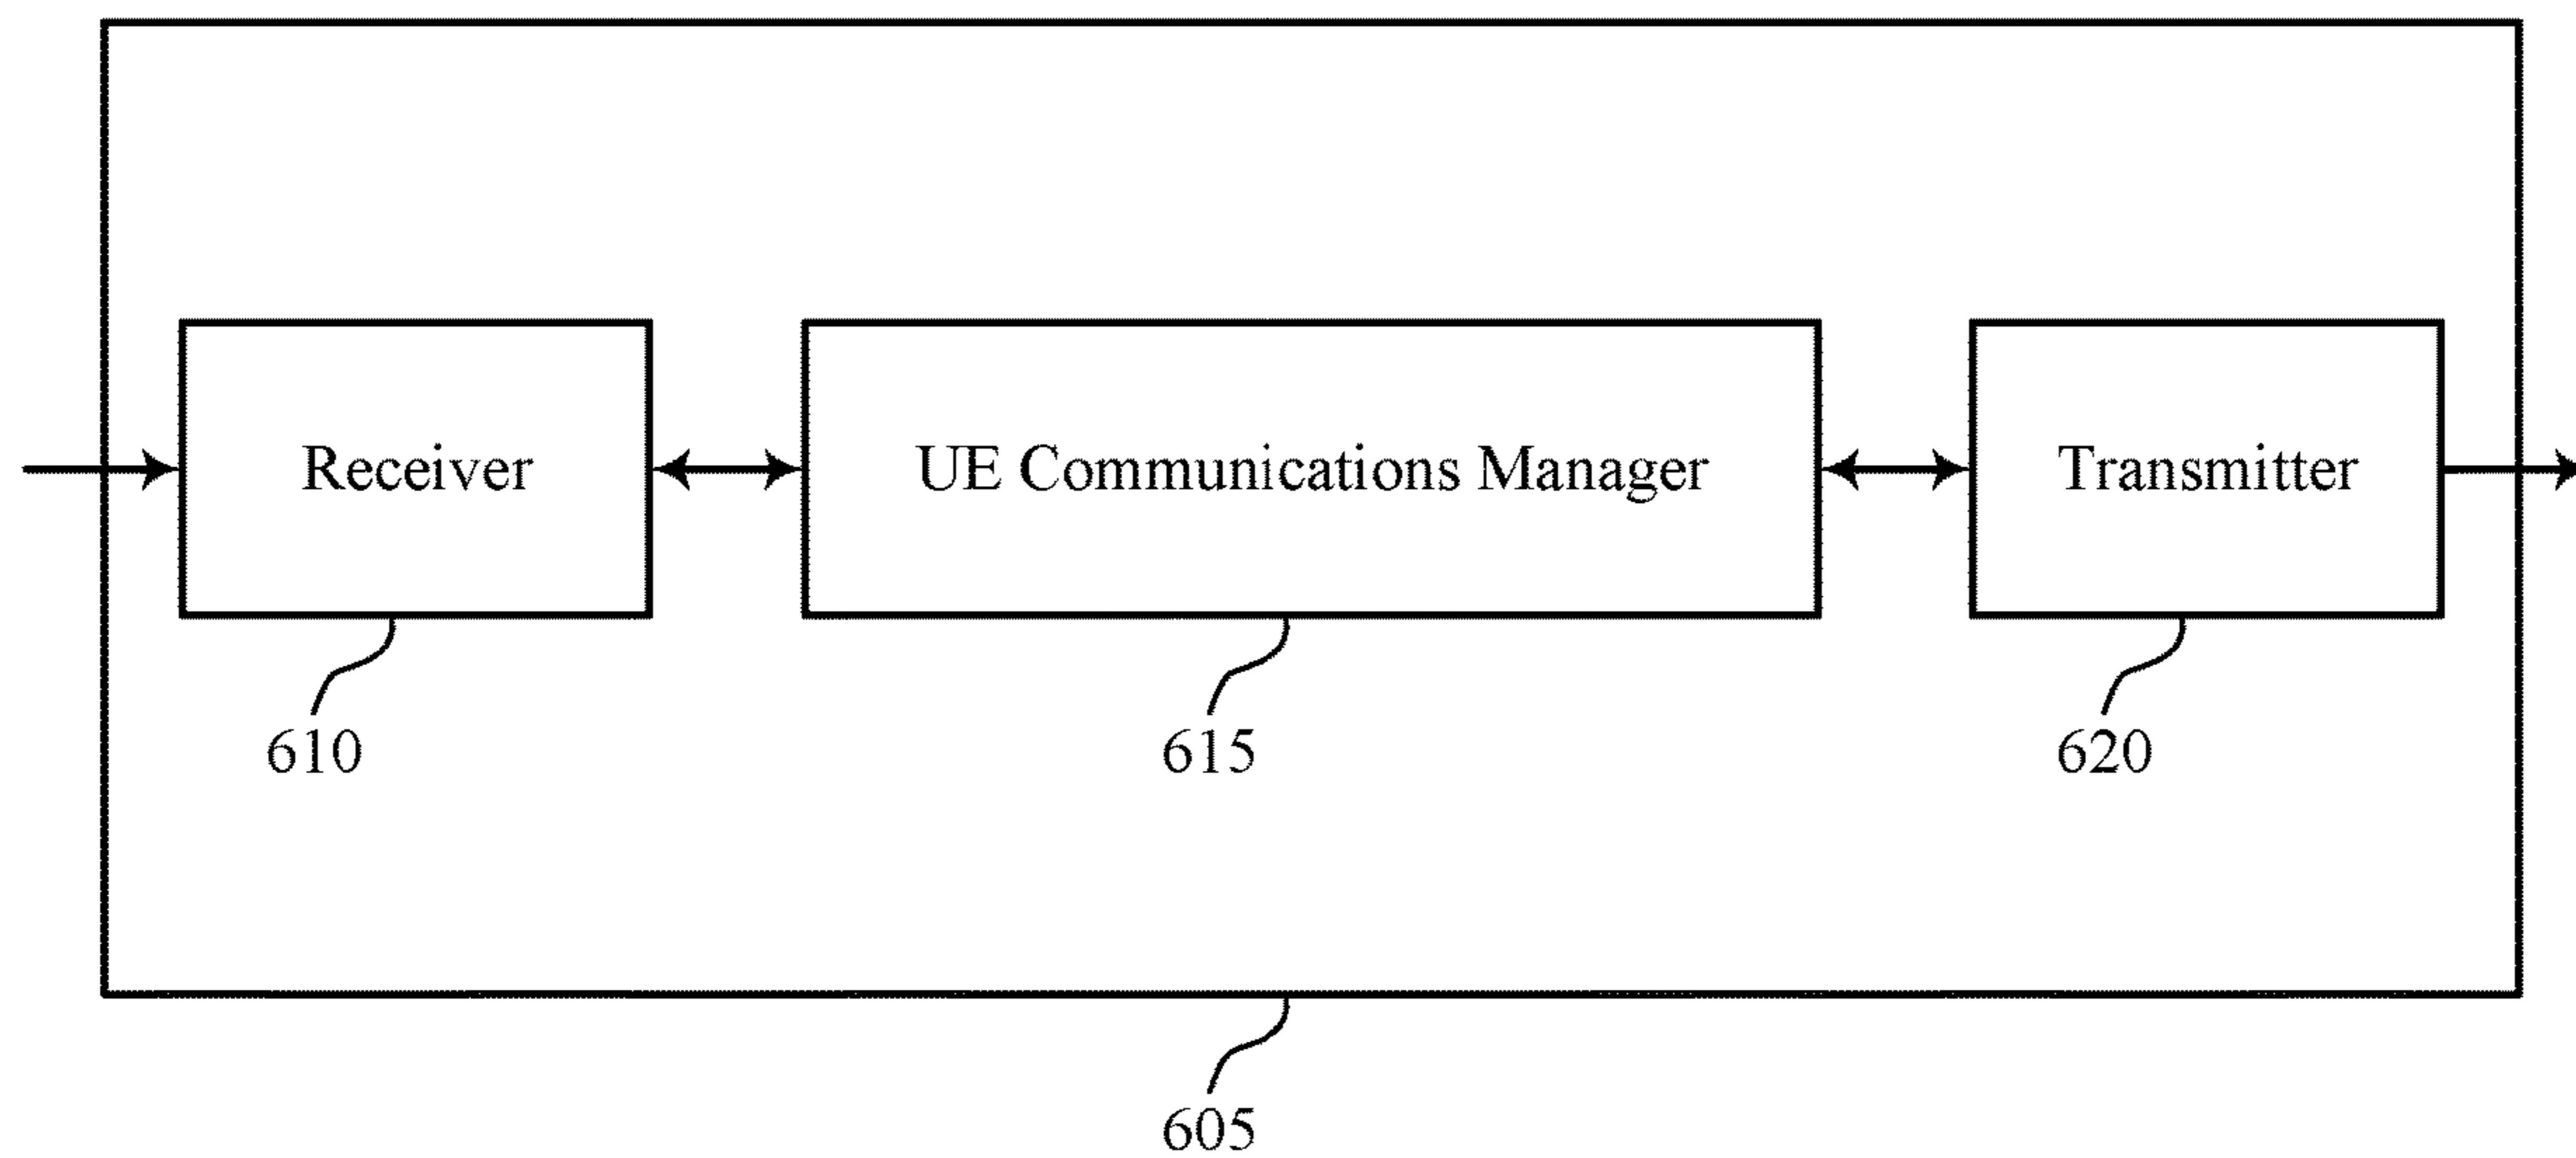 Receiver
UE Communications Manager
Transmitter
610
615
620
605